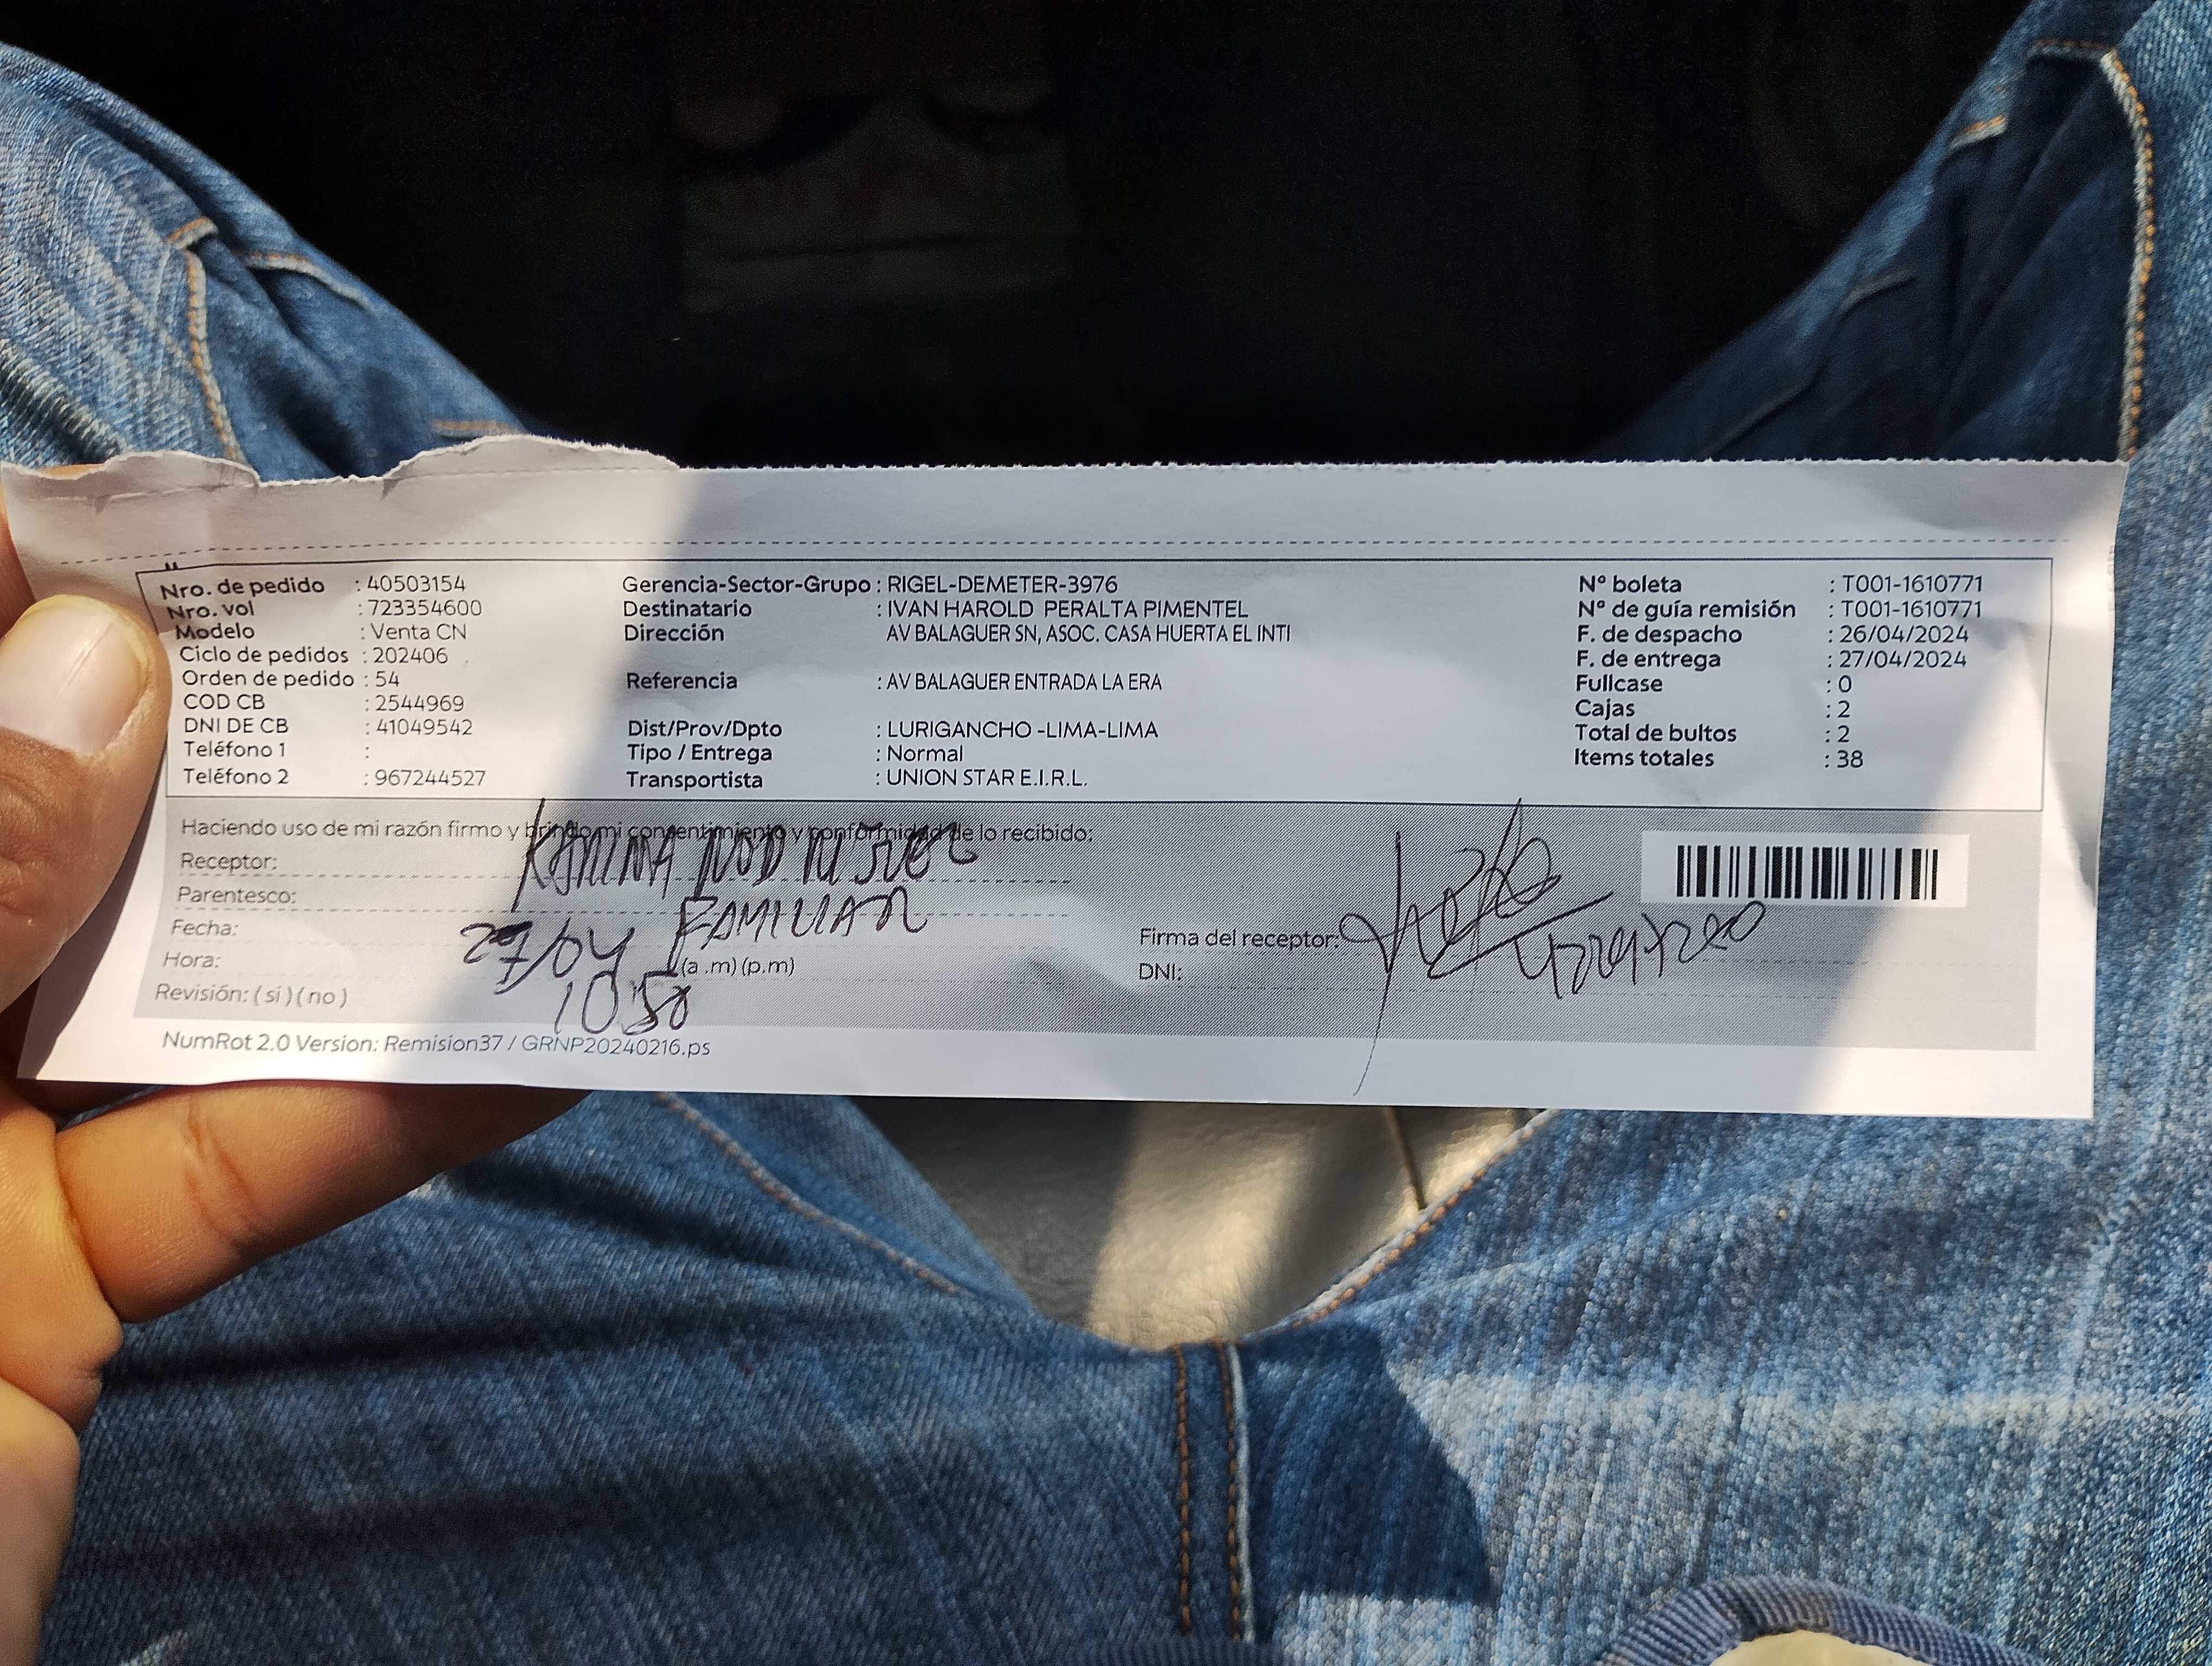 Nro. de pedido : 40503154
Nro. vol : 723354600
Modelo : Venta CN
Ciclo de pedidos : 202406
Orden de pedido : 54
COD CB : 2544969
DNI DE CB : 41049542
Teléfono 1 :
Teléfono 2 : 967244527
Gerencia-Sector-Grupo : RIGEL-DEMETER-3976
Destinatario : IVAN HAROLD PERALTA PIMENTEL
Dirección AV BALAGUER SN, ASOC. CASA HUERTA EL INTI
Referencia : AV BALAGUER ENTRADA LA ERA
Dist/Prov/Dpto : LURIGANCHO -LIMA-LIMA
Tipo / Entrega : Normal
Transportista : UNION STAR E.I.R.L.
Nº boleta : T001-1610771
Nº de guía remisión : T001-1610771
F. de despacho : 26/04/2024
F. de entrega : 27/04/2024
Fullcase : 0
Cajas : 2
Total de bultos : 2
Items totales : 38
Haciendo uso de mi razón firmo y brindo mi consentimiento y conformidad de lo recibido:
Receptor: KARINA
Parentesco: FAMILIAR
Fecha: 27/04
Hora: 10 50 (a .m) (p.m)
Revisión: ( si ) ( no )
Firma del receptor:
DNI:
NumRot 2.0 Version: Remision37 / GRNP20240216.ps